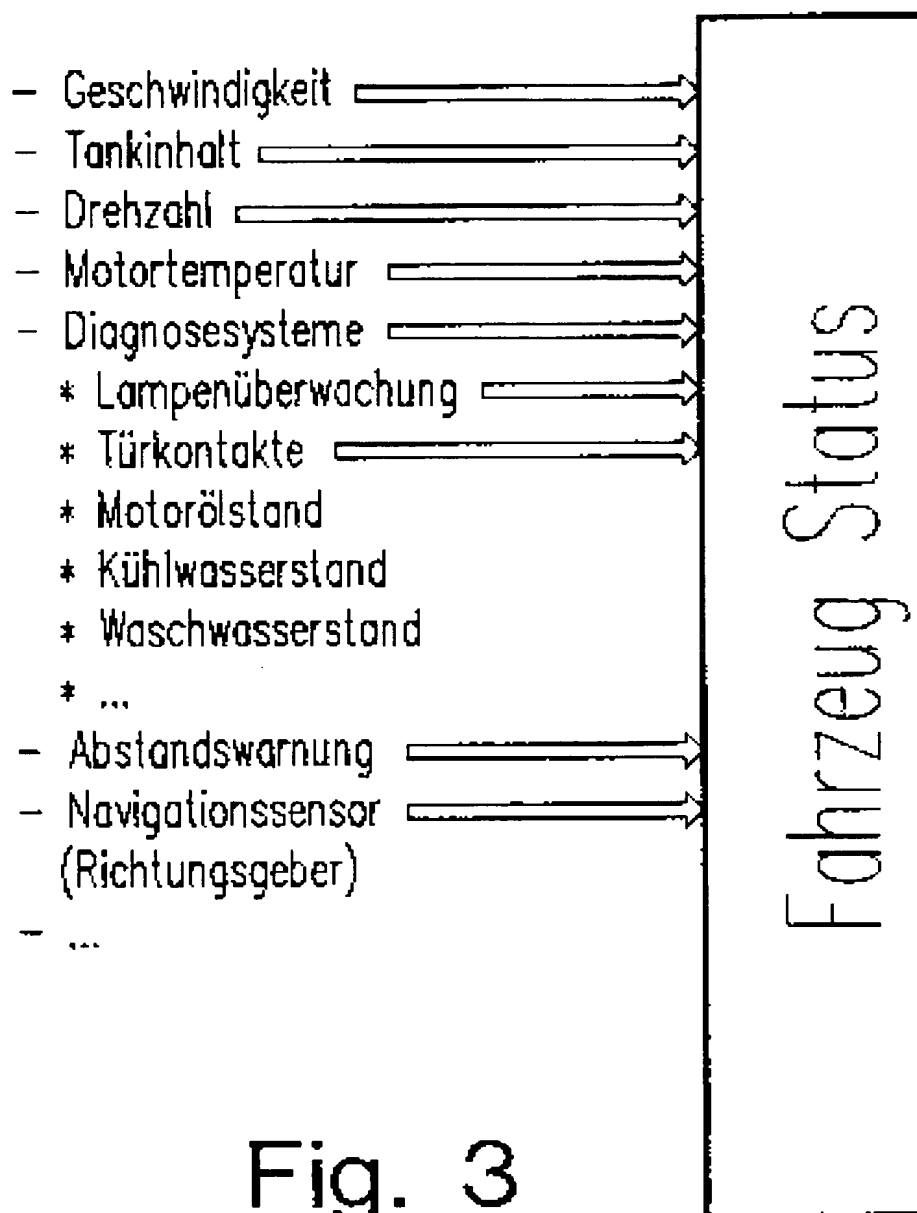 – Geschwindigkeit
– Tankinhalt
– Drehzahl
– Motortemperatur
– Diagnosesysteme
* Lampenüberwachung
* Türkontakte
* Motorölstand
* Kühlwasserstand
* Waschwasserstand
* ...
– Abstandswarnung
– Navigationssensor
(Richtungsgeber)
– ...
Fahrzeug Status
Fig. 3